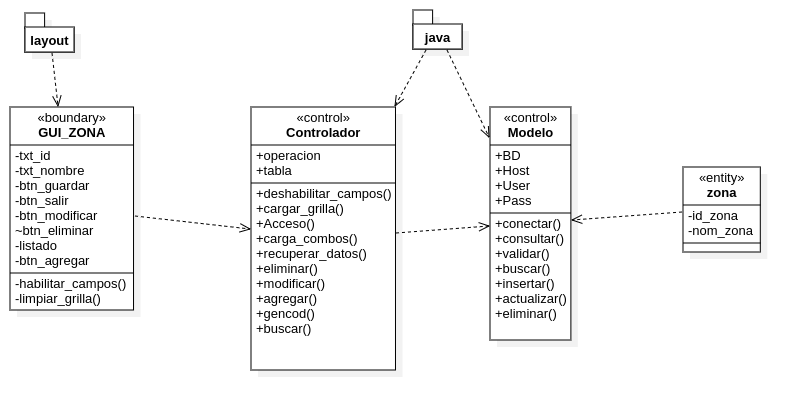 layout
java
«boundary»
GUI_ZONA
-txt_id
-txt_nombre
-btn_guardar
-btn_salir
-btn_modificar
~btn_eliminar
-listado
-btn_agregar
-habilitar_campos()
-limpiar_grilla()
«control»
Controlador
+operacion
+tabla
+deshabilitar_campos()
+cargar_grilla()
+Acceso()
+carga_combos()
+recuperar_datos()
+eliminar()
+modificar()
+agregar()
+gencod()
+buscar()
«control»
Modelo
+BD
+Host
+User
+Pass
+conectar()
+consultar()
+validar()
+buscar()
+insertar()
+actualizar()
+eliminar()
«entity»
zona
-id_zona
-nom_zona